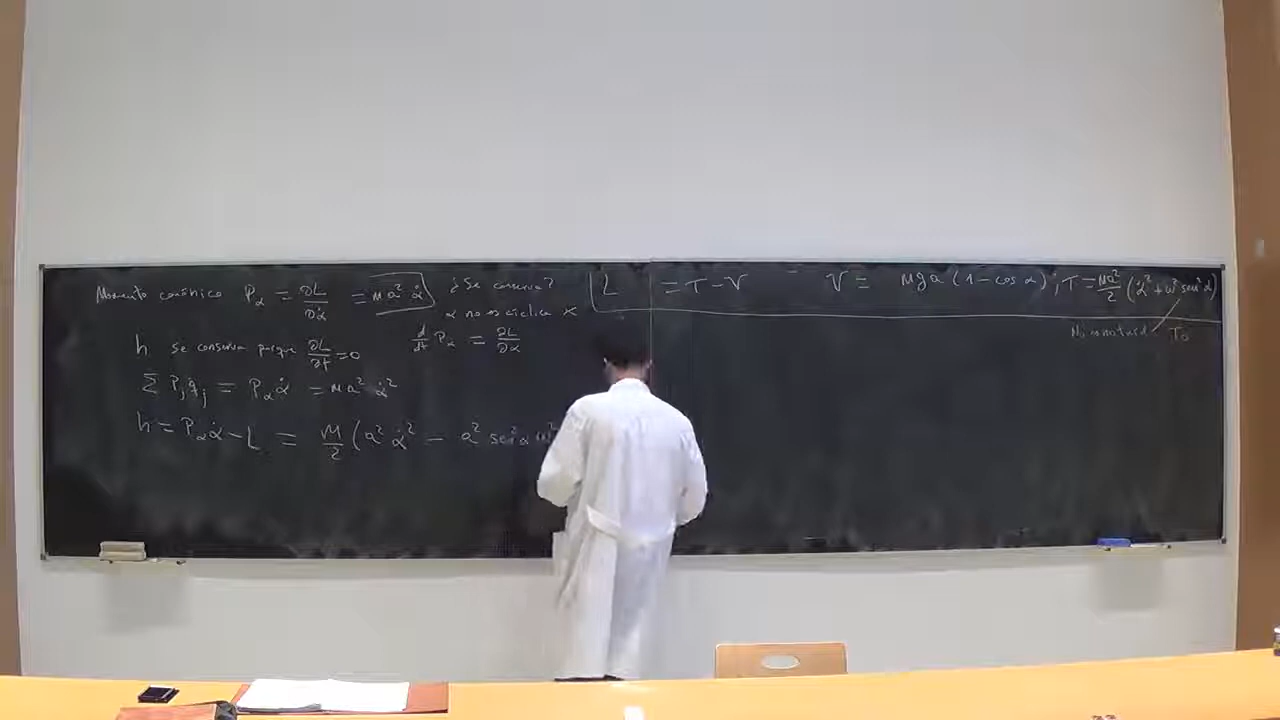 Momento canónico P_α = ∂L/∂α̇ = ma² α̇ ¿Se conserva?
α no es cíclica ×
d/dt P_α = ∂L/∂α
h se conserva porque ∂L/∂t = 0
Σ P_j q̇_j = P_α α̇ = ma² α̇²
h = P_α α̇ - L = M/2 (a² α̇² - a² sen² α ω²
L = T - V V = mga (1 - cos α) ; T = ma²/2 (α̇² + ω² sen² α)
No natural T₀